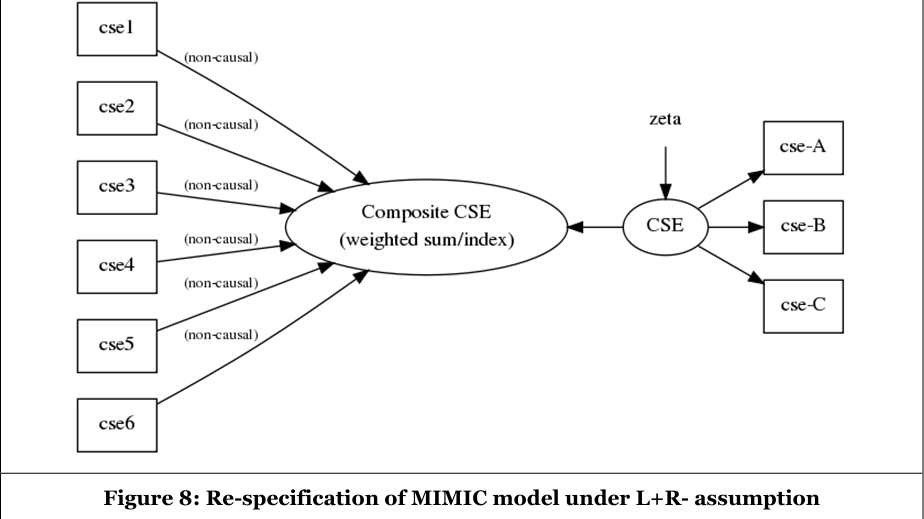 cse1
(non-causal)
cse2
(non-causal)
cse3
(non-causal)
cse4
(non-causal)
cse5
(non-causal)
cse6
(non-causal)
Composite CSE
(weighted sum/index)
zeta
CSE
cse-A
cse-B
cse-C
Figure 8: Re-specification of MIMIC model under L+R- assumption